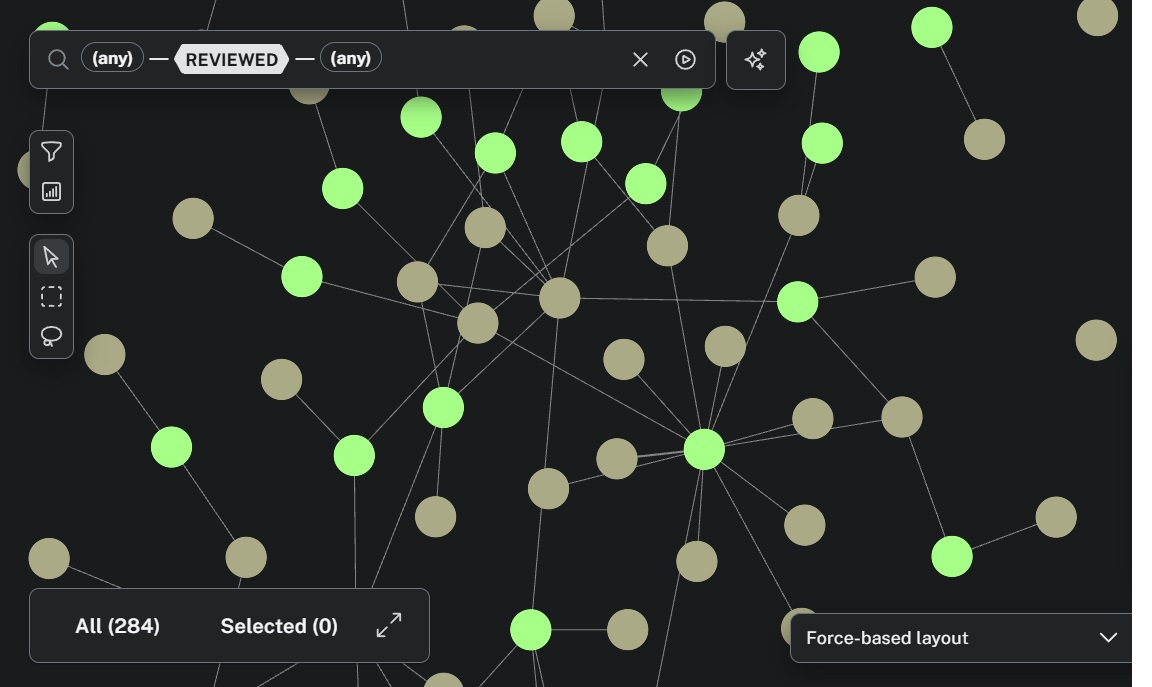 (any) — REVIEWED — (any)
All (284) Selected (0)
Force-based layout